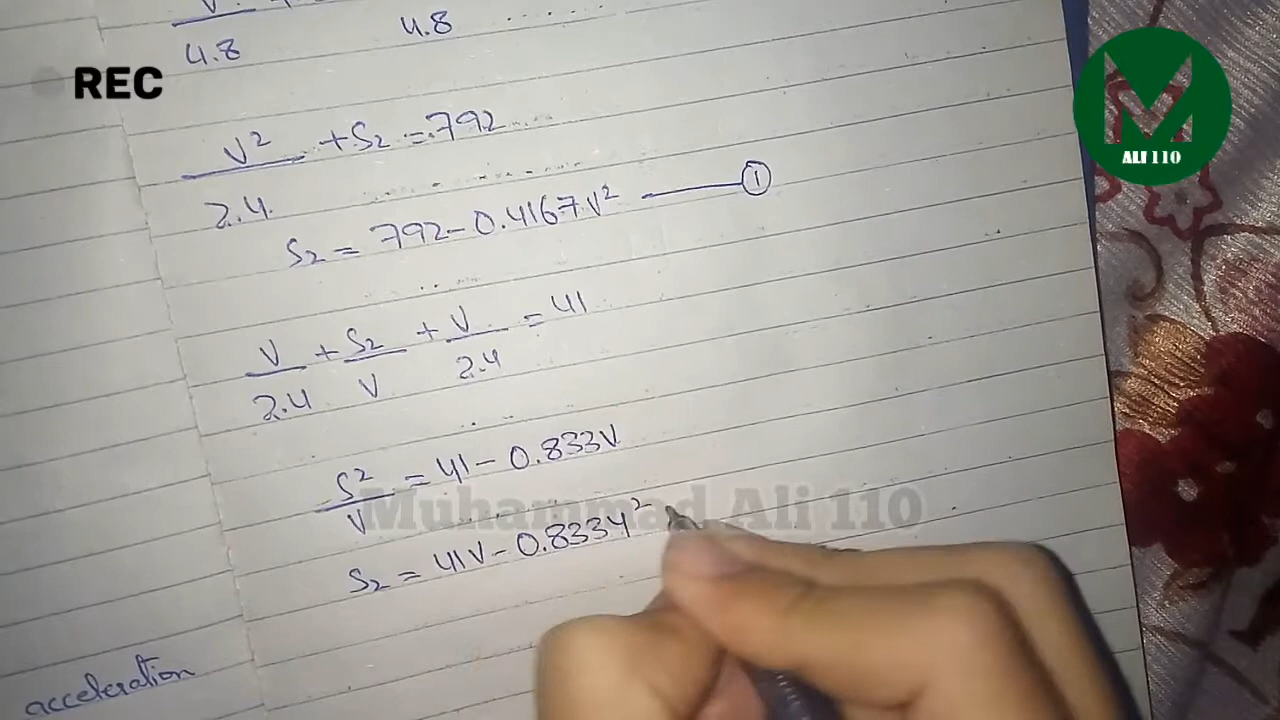 4.8 4.8
REC
V² / 2.4 + S₂ = 792
S₂ = 792 - 0.4167V² ——— ①
V / 2.4 + S₂ / V + V / 2.4 = 41
S² / V = 41 - 0.833V
S₂ = 41V - 0.833V²
Muhammad Ali 110
acceleration
M
ALI 110